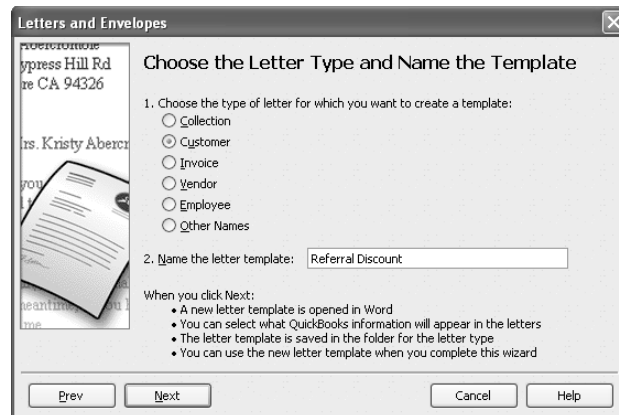 Letters and Envelopes
ypress Hill Rd
re CA 94326
rs. Kristy Abercr
you
Choose the Letter Type and Name the Template
1. Choose the type of letter for which you want to create a template:
Collection
Customer
Invoice
Vendor
Employee
Other Names
2. Name the letter template: Referral Discount
When you click Next:
• A new letter template is opened in Word
• You can select what QuickBooks information will appear in the letters
• The letter template is saved in the folder for the letter type
• You can use the new letter template when you complete this wizard
Prev Next Cancel Help